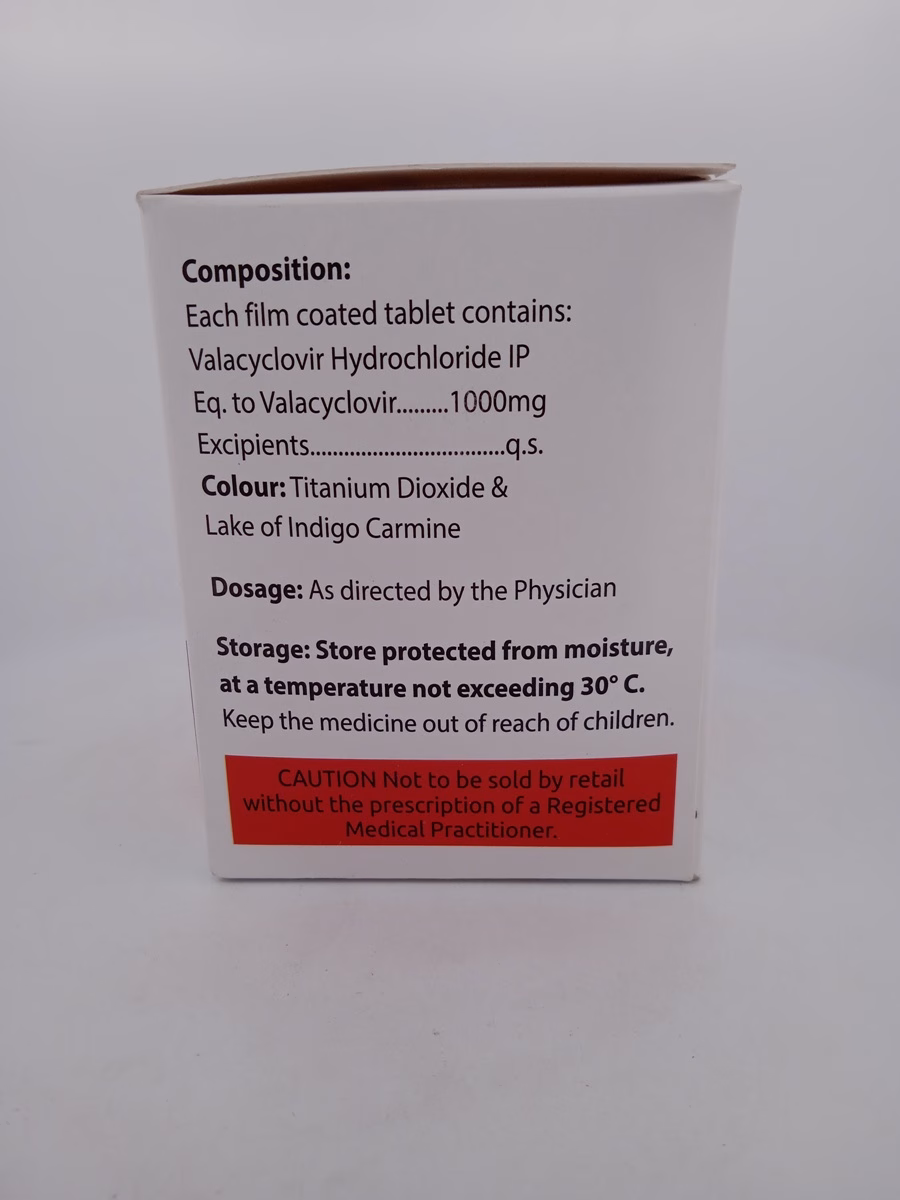 Composition:
Each film coated tablet contains:
Valacyclovir Hydrochloride IP
Eq. to Valacyclovir.........1000mg
Excipients...................................q.s.
Colour: Titanium Dioxide &
Lake of Indigo Carmine
Dosage: As directed by the Physician
Storage: Store protected from moisture,
at a temperature not exceeding 30° C.
Keep the medicine out of reach of children.
CAUTION Not to be sold by retail
without the prescription of a Registered
Medical Practitioner.